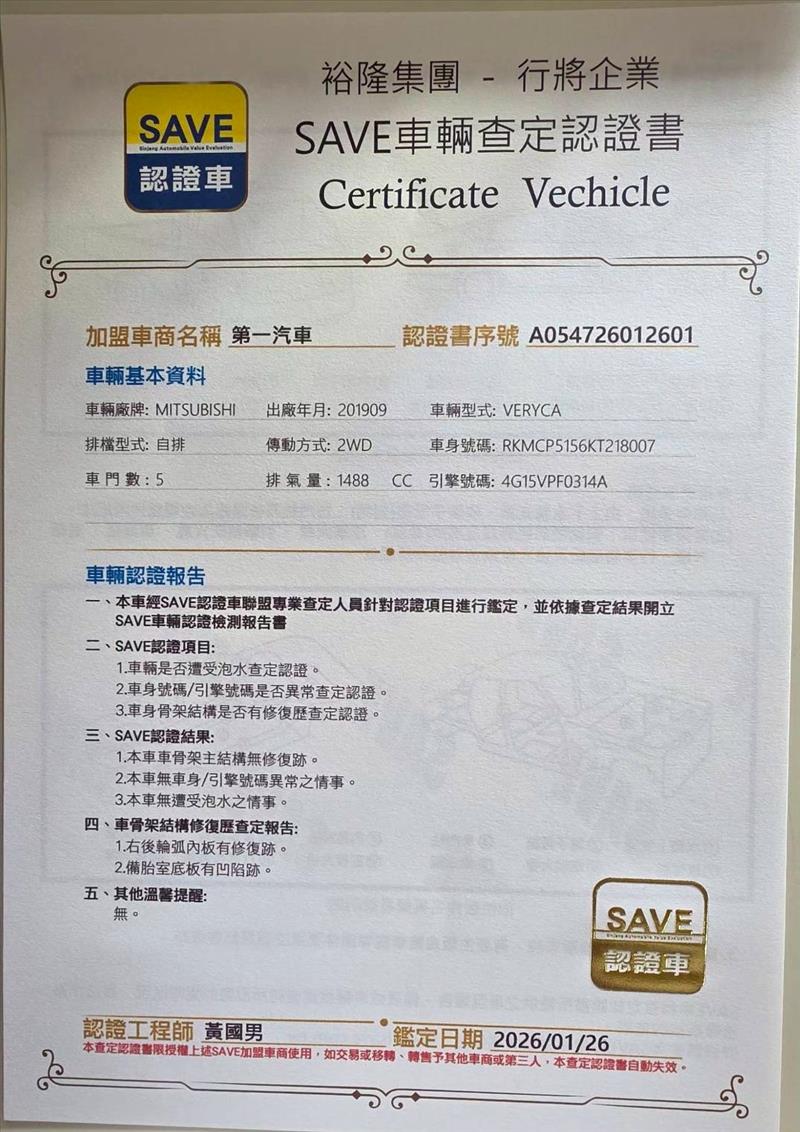 裕隆集團 - 行將企業
SAVE
Sinjang Automobile Value Evaluation
認證車
SAVE車輛查定認證書
Certificate Vechicle
加盟車商名稱 第一汽車 認證書序號 A054726012601
車輛基本資料
車輛廠牌: MITSUBISHI 出廠年月: 201909 車輛型式: VERYCA
排檔型式: 自排 傳動方式: 2WD 車身號碼: RKMCP5156KT218007
車門數: 5 排氣量: 1488 CC 引擎號碼: 4G15VPF0314A
車輛認證報告
一、本車經SAVE認證車聯盟專業查定人員針對認證項目進行鑑定，並依據查定結果開立
SAVE車輛認證檢測報告書
二、SAVE認證項目:
1.車輛是否遭受泡水查定認證。
2.車身號碼/引擎號碼是否異常查定認證。
3.車身骨架結構是否有修復歷查定認證。
三、SAVE認證結果:
1.本車車骨架主結構無修復跡。
2.本車無車身/引擎號碼異常之情事。
3.本車無遭受泡水之情事。
四、車骨架結構修復歷查定報告:
1.右後輪弧內板有修復跡。
2.備胎室底板有凹陷跡。
五、其他溫馨提醒:
無。
SAVE
Sinjang Automobile Value Evaluation
認證車
認證工程師 黃國男 鑑定日期 2026/01/26
本查定認證書限授權上述SAVE加盟車商使用，如交易或移轉、轉售予其他車商或第三人，本查定認證書自動失效。